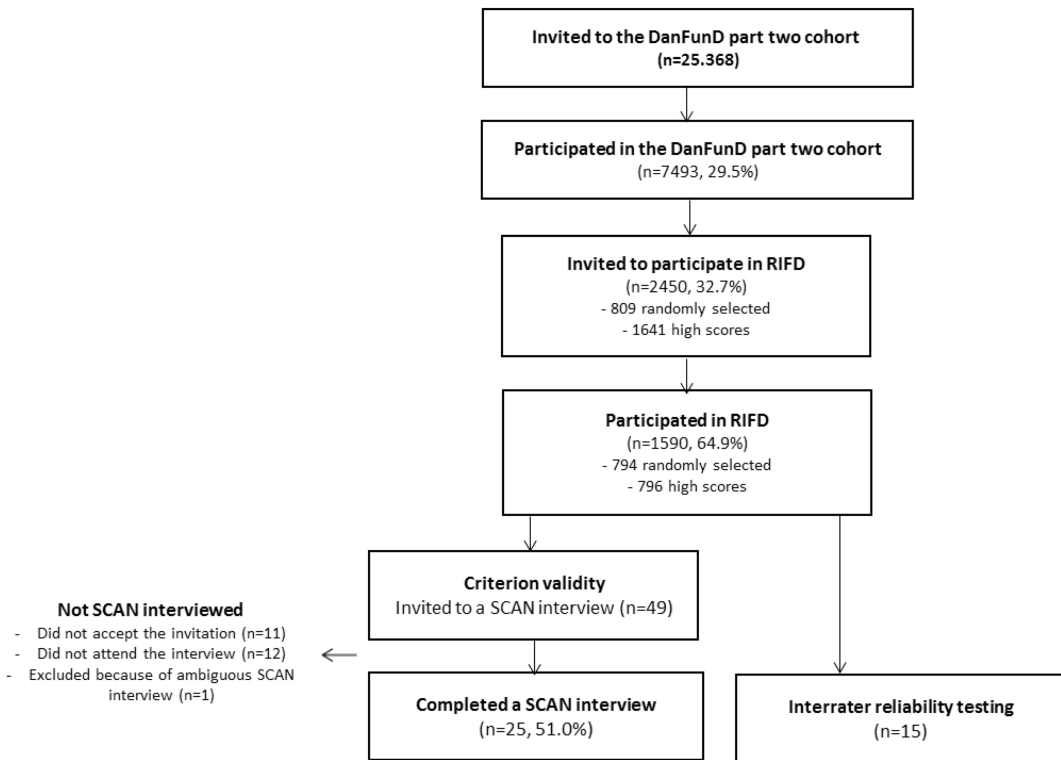 Invited to the DanFunD part two cohort
(n=25.368)
Participated in the DanFunD part two cohort
(n=7493, 29.5%)
Invited to participate in RIFD
(n=2450, 32.7%)
- 809 randomly selected
- 1641 high scores
Participated in RIFD
(n=1590, 64.9%)
- 794 randomly selected
- 796 high scores
Criterion validity
Invited to a SCAN interview (n=49)
Not SCAN interviewed
- Did not accept the invitation (n=11)
- Did not attend the interview (n=12)
- Excluded because of ambiguous SCAN
interview (n=1)
Completed a SCAN interview
(n=25, 51.0%)
Interrater reliability testing
(n=15)